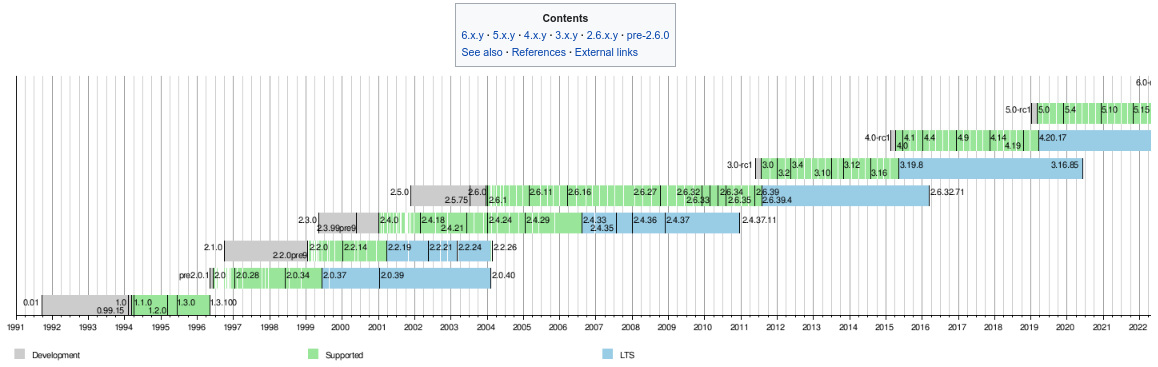 Contents
6.x.y · 5.x.y · 4.x.y · 3.x.y · 2.6.x.y · pre-2.6.0
See also · References · External links
6.0-r
5.0-rc1 5.0 5.4 5.10 5.15
4.0-rc1 4.1 4.4 4.9 4.14 4.20.17
4.0 4.19
3.0-rc1 3.0 3.4 3.12 3.19.8 3.16.85
3.2 3.10 3.16
2.5.0 2.6.0 2.6.11 2.6.16 2.6.27 2.6.32 2.6.34 2.6.39 2.6.32.71
2.5.75 2.6.1 2.6.33 2.6.35 2.6.39.4
2.3.0 2.4.0 2.4.18 2.4.24 2.4.29 2.4.33 2.4.36 2.4.37 2.4.37.11
2.3.99pre9 2.4.21 2.4.35
2.1.0 2.2.0 2.2.14 2.2.19 2.2.21 2.2.24 2.2.26
2.2.0pre9
pre2.0.1 2.0 2.0.28 2.0.34 2.0.37 2.0.39 2.0.40
0.01 1.0 1.1.0 1.3.0 1.3.100
0.99.15 1.2.0
1991 1992 1993 1994 1995 1996 1997 1998 1999 2000 2001 2002 2003 2004 2005 2006 2007 2008 2009 2010 2011 2012 2013 2014 2015 2016 2017 2018 2019 2020 2021 2022
Development Supported LTS